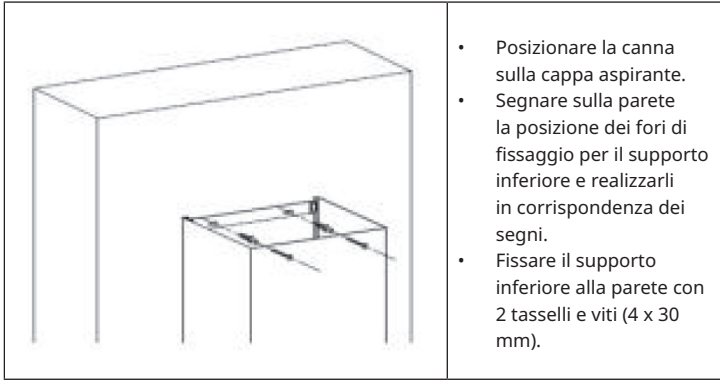 • Posizionare la canna
sulla cappa aspirante.
• Segnare sulla parete
la posizione dei fori di
fissaggio per il supporto
inferiore e realizzarli
in corrispondenza dei
segni.
• Fissare il supporto
inferiore alla parete con
2 tasselli e viti (4 x 30
mm).